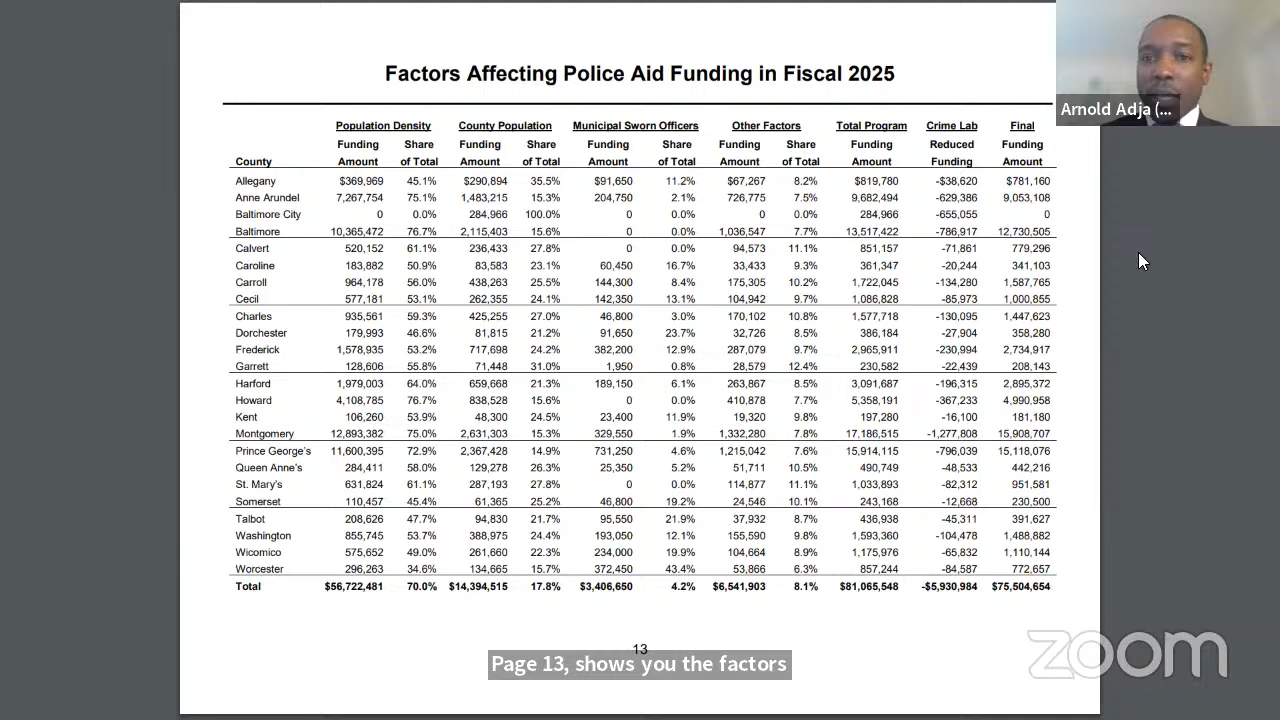 Factors Affecting Police Aid Funding in Fiscal 2025
Arnold Adja (...
Population Density County Population Municipal Sworn Officers Other Factors Total Program Crime Lab Final
Funding Share Funding Share Funding Share Funding Share Funding Reduced Funding
County Amount of Total Amount of Total Amount of Total Amount of Total Amount Funding Amount
Allegany $369,969 45.1% $290,894 35.5% $91,650 11.2% $67,267 8.2% $819,780 -$38,620 $781,160
Anne Arundel 7,267,754 75.1% 1,483,215 15.3% 204,750 2.1% 726,775 7.5% 9,682,494 -629,386 9,053,108
Baltimore City 0 0.0% 284,966 100.0% 0 0.0% 0 0.0% 284,966 -655,055 0
Baltimore 10,365,472 76.7% 2,115,403 15.6% 0 0.0% 1,036,547 7.7% 13,517,422 -786,917 12,730,505
Calvert 520,152 61.1% 236,433 27.8% 0 0.0% 94,573 11.1% 851,157 -71,861 779,296
Caroline 183,882 50.9% 83,583 23.1% 60,450 16.7% 33,433 9.3% 361,347 -20,244 341,103
Carroll 964,178 56.0% 438,263 25.5% 144,300 8.4% 175,305 10.2% 1,722,045 -134,280 1,587,765
Cecil 577,181 53.1% 262,355 24.1% 142,350 13.1% 104,942 9.7% 1,086,828 -85,973 1,000,855
Charles 935,561 59.3% 425,255 27.0% 46,800 3.0% 170,102 10.8% 1,577,718 -130,095 1,447,623
Dorchester 179,993 46.6% 81,815 21.2% 91,650 23.7% 32,726 8.5% 386,184 -27,904 358,280
Frederick 1,578,935 53.2% 717,698 24.2% 382,200 12.9% 287,079 9.7% 2,965,911 -230,994 2,734,917
Garrett 128,606 55.8% 71,448 31.0% 1,950 0.8% 28,579 12.4% 230,582 -22,439 208,143
Harford 1,979,003 64.0% 659,668 21.3% 189,150 6.1% 263,867 8.5% 3,091,687 -196,315 2,895,372
Howard 4,108,785 76.7% 838,528 15.6% 0 0.0% 410,878 7.7% 5,358,191 -367,233 4,990,958
Kent 106,260 53.9% 48,300 24.5% 23,400 11.9% 19,320 9.8% 197,280 -16,100 181,180
Montgomery 12,893,382 75.0% 2,631,303 15.3% 329,550 1.9% 1,332,280 7.8% 17,186,515 -1,277,808 15,908,707
Prince George's 11,600,395 72.9% 2,367,428 14.9% 731,250 4.6% 1,215,042 7.6% 15,914,115 -796,039 15,118,076
Queen Anne's 284,411 58.0% 129,278 26.3% 25,350 5.2% 51,711 10.5% 490,749 -48,533 442,216
St. Mary's 631,824 61.1% 287,193 27.8% 0 0.0% 114,877 11.1% 1,033,893 -82,312 951,581
Somerset 110,457 45.4% 61,365 25.2% 46,800 19.2% 24,546 10.1% 243,168 -12,668 230,500
Talbot 208,626 47.7% 94,830 21.7% 95,550 21.9% 37,932 8.7% 436,938 -45,311 391,627
Washington 855,745 53.7% 388,975 24.4% 193,050 12.1% 155,590 9.8% 1,593,360 -104,478 1,488,882
Wicomico 575,652 49.0% 261,660 22.3% 234,000 19.9% 104,664 8.9% 1,175,976 -65,832 1,110,144
Worcester 296,263 34.6% 134,665 15.7% 372,450 43.4% 53,866 6.3% 857,244 -84,587 772,657
Total $56,722,481 70.0% $14,394,515 17.8% $3,406,650 4.2% $6,541,903 8.1% $81,065,548 -$5,930,984 $75,504,654
13
Page 13, shows you the factors
zoom